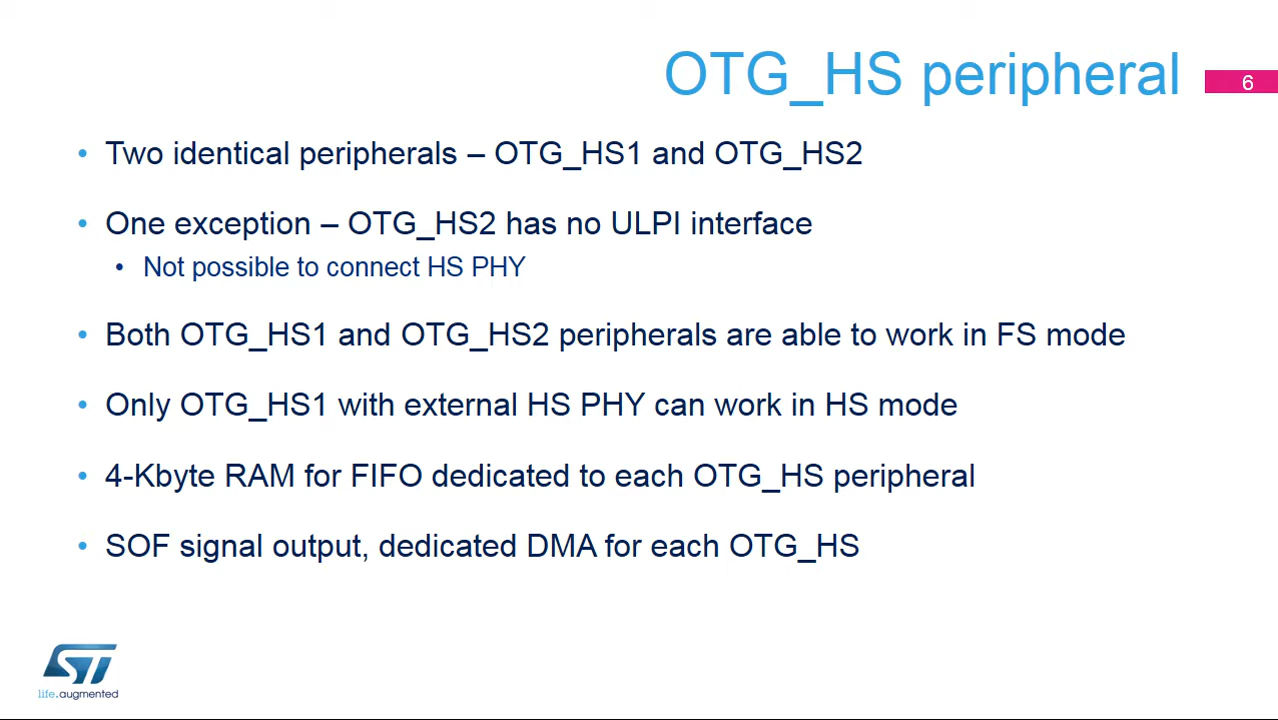 OTG_HS peripheral
6
• Two identical peripherals – OTG_HS1 and OTG_HS2
• One exception – OTG_HS2 has no ULPI interface
• Not possible to connect HS PHY
• Both OTG_HS1 and OTG_HS2 peripherals are able to work in FS mode
• Only OTG_HS1 with external HS PHY can work in HS mode
• 4-Kbyte RAM for FIFO dedicated to each OTG_HS peripheral
• SOF signal output, dedicated DMA for each OTG_HS
ST
life.augmented